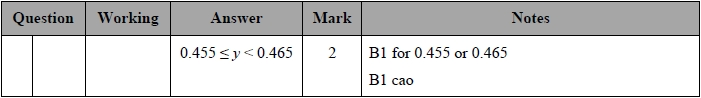 Question Working Answer Mark Notes
0.455 ≤ y < 0.465 2 B1 for 0.455 or 0.465
B1 cao